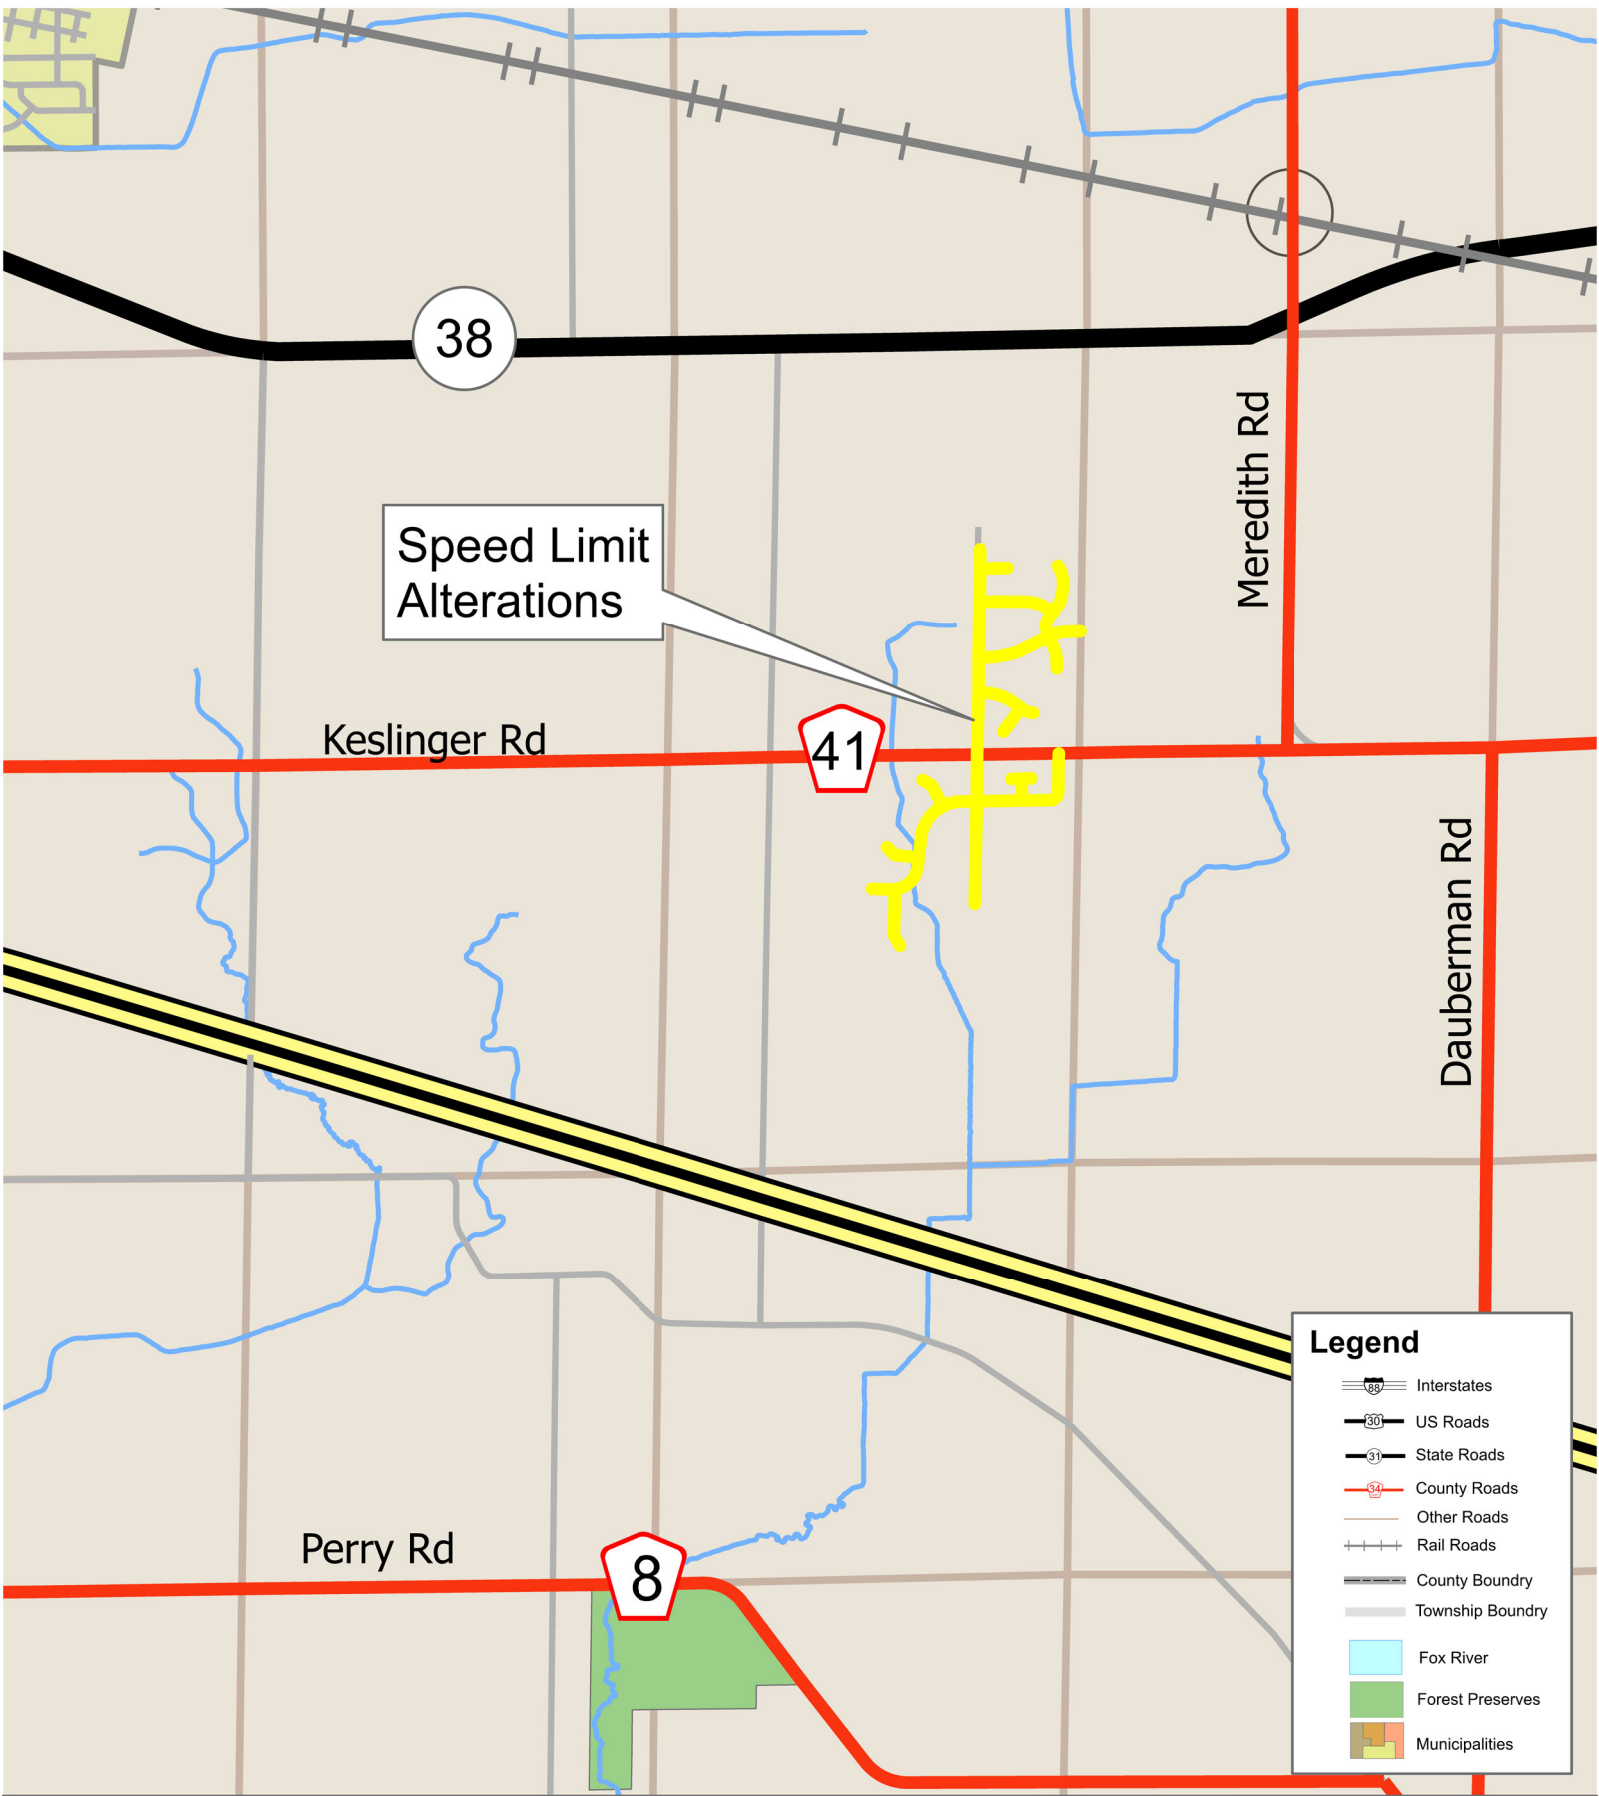 38
Meredith Rd
Speed Limit
Alterations
Keslinger Rd
41
Dauberman Rd
Perry Rd
8
Legend
88 Interstates
30 US Roads
31 State Roads
34 County Roads
Other Roads
Rail Roads
County Boundry
Township Boundry
Fox River
Forest Preserves
Municipalities